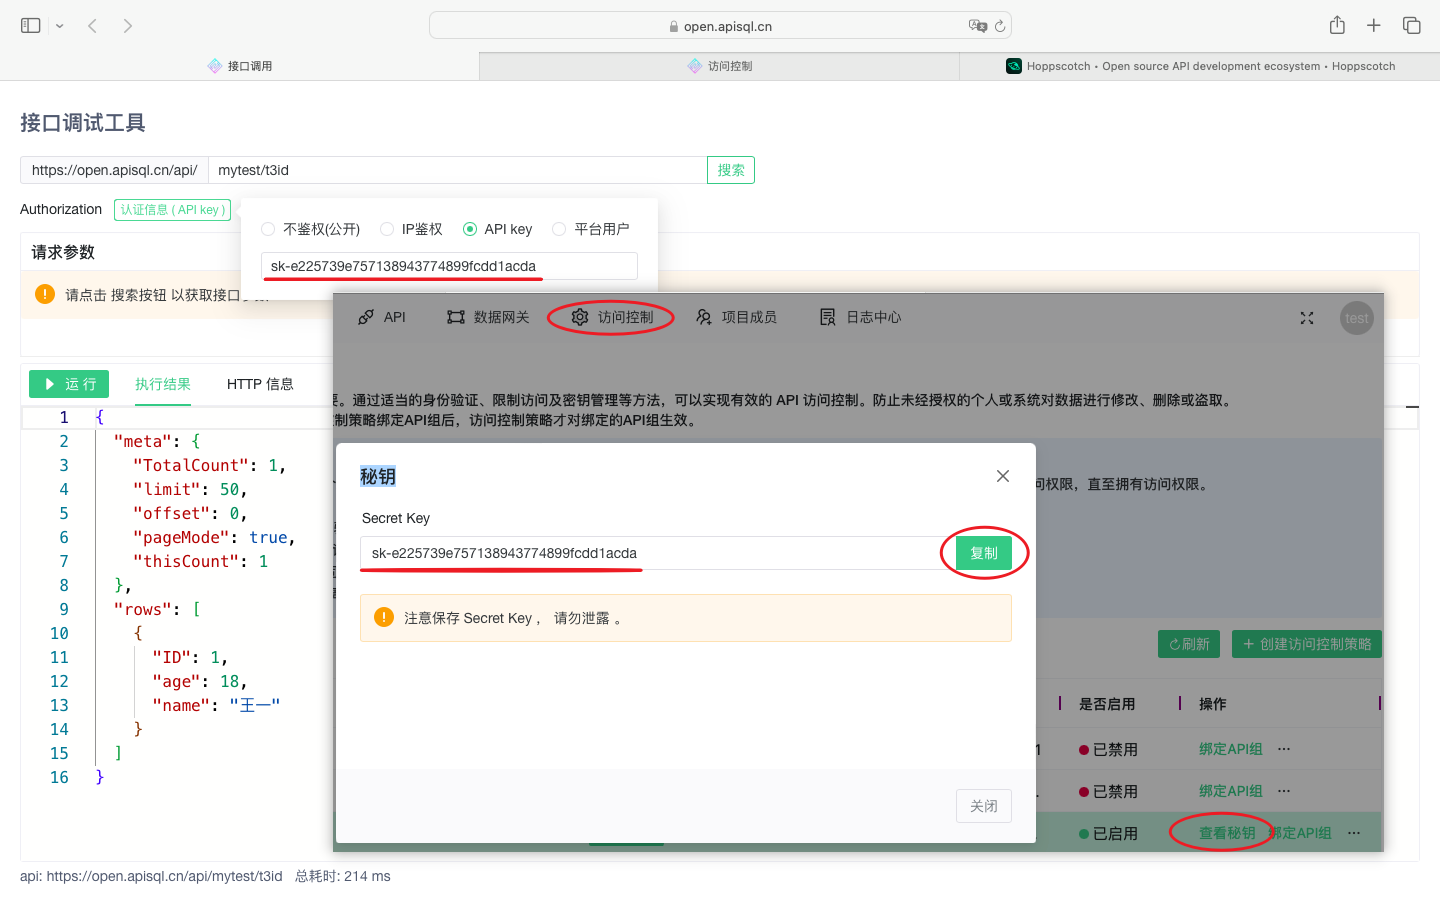 open.apisql.cn
接口调用
访问控制
Hoppscotch • Open source API development ecosystem • Hoppscotch
接口调试工具
https://open.apisql.cn/api/ mytest/t3id 搜索
Authorization 认证信息 ( API key )
不鉴权(公开) IP鉴权 API key 平台用户
sk-e225739e757138943774899fcdd1acda
请求参数
请点击 搜索按钮 以获取接口
API 数据网关 访问控制 项目成员 日志中心 test
。通过适当的身份验证、限制访问及密钥管理等方法，可以实现有效的 API 访问控制。防止未经授权的个人或系统对数据进行修改、删除或盗取。
制策略绑定API组后，访问控制策略才对绑定的API组生效。
运 行 执行结果 HTTP 信息
1 {
2 "meta": {
3 "TotalCount": 1,
4 "limit": 50,
5 "offset": 0,
6 "pageMode": true,
7 "thisCount": 1
8 },
9 "rows": [
10 {
11 "ID": 1,
12 "age": 18,
13 "name": "王一"
14 }
15 ]
16 }
秘钥
问权限，直至拥有访问权限。
Secret Key
sk-e225739e757138943774899fcdd1acda 复制
注意保存 Secret Key ， 请勿泄露 。
刷新 + 创建访问控制策略
是否启用 操作
1 已禁用 绑定API组 ···
已禁用 绑定API组 ···
已启用 查看秘钥 绑定API组 ···
关闭
api: https://open.apisql.cn/api/mytest/t3id 总耗时: 214 ms